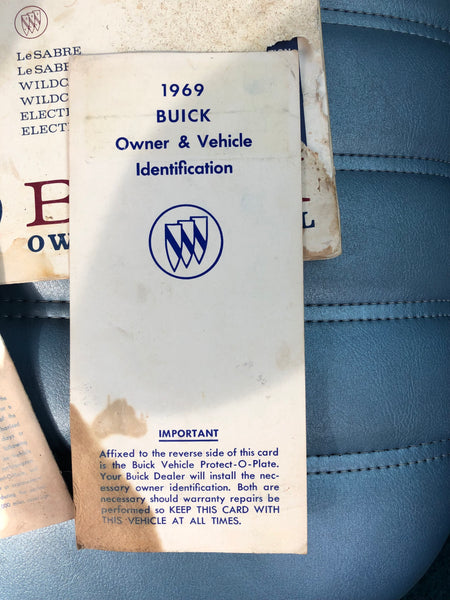 LeSABRE
LeSABRE
WILDC
WILDC
ELECT
ELECT
B
OW
L
1969
BUICK
Owner & Vehicle
Identification
IMPORTANT
Affixed to the reverse side of this card
is the Buick Vehicle Protect-O-Plate.
Your Buick Dealer will install the nec-
essary owner identification. Both are
necessary should warranty repairs be
performed so KEEP THIS CARD WITH
THIS VEHICLE AT ALL TIMES.